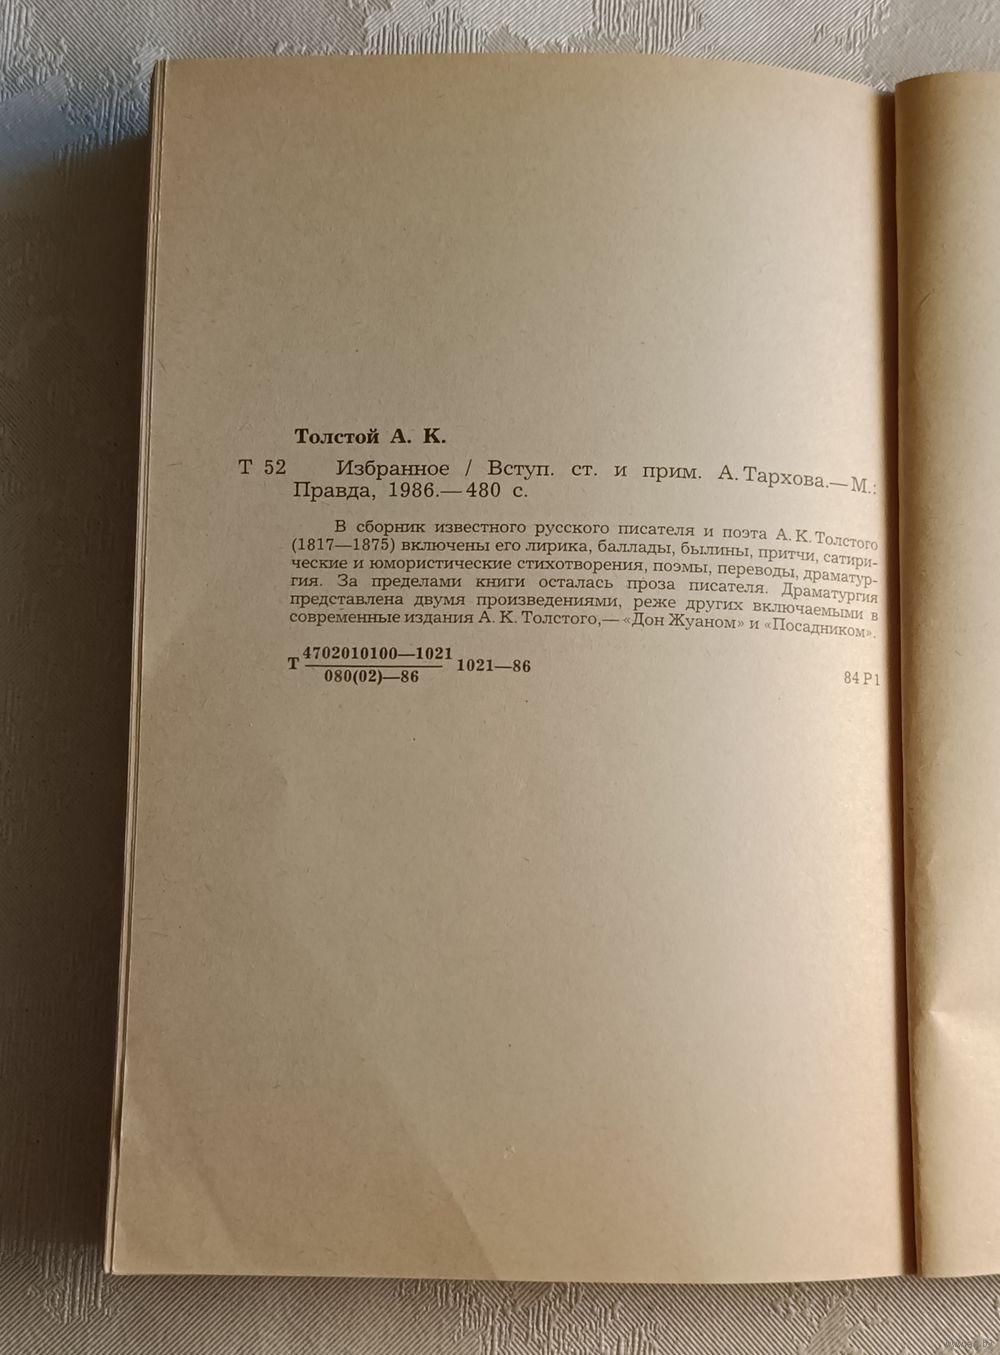 Толстой А. К.
Т 52 Избранное / Вступ. ст. и прим. А. Тархова.— М.:
Правда, 1986.— 480 с.
В сборник известного русского писателя и поэта А. К. Толстого
(1817—1875) включены его лирика, баллады, былины, притчи, сатири-
ческие и юмористические стихотворения, поэмы, переводы, драматур-
гия. За пределами книги осталась проза писателя. Драматургия
представлена двумя произведениями, реже других включаемыми в
современные издания А. К. Толстого,— «Дон Жуаном» и «Посадником».
4702010100—1021
Т 1021—86
080(02)—86
84 Р1